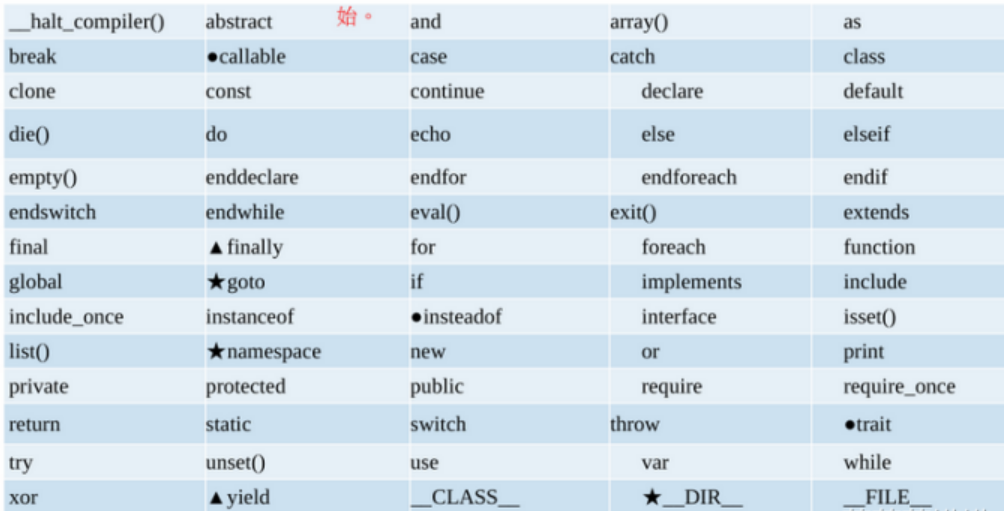 __halt_compiler() abstract 始。 and array() as
break ●callable case catch class
clone const continue declare default
die() do echo else elseif
empty() enddeclare endfor endforeach endif
endswitch endwhile eval() exit() extends
final ▲finally for foreach function
global ★goto if implements include
include_once instanceof ●insteadof interface isset()
list() ★namespace new or print
private protected public require require_once
return static switch throw ●trait
try unset() use var while
xor ▲yield __CLASS__ ★__DIR__ __FILE__